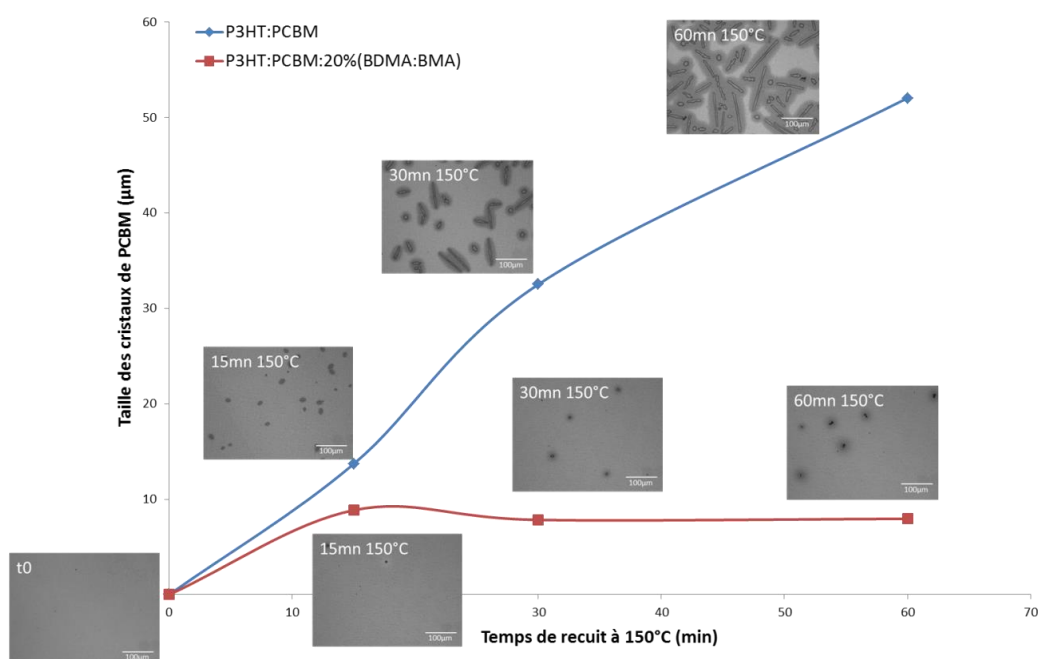 60
P3HT:PCBM
P3HT:PCBM:20%(BDMA:BMA)
60mn 150°C
100µm
50
30mn 150°C
100µm
40
Taille des cristaux de PCBM (µm)
30
15mn 150°C
100µm
20
30mn 150°C
100µm
60mn 150°C
100µm
10
15mn 150°C
100µm
t0
100µm
0
0
10
30
40
50
60
70
Temps de recuit à 150°C (min)